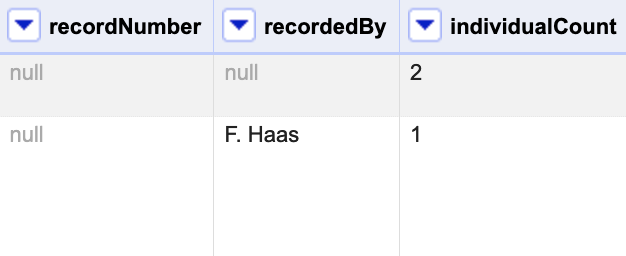 recordNumber recordedBy individualCount
null null 2
null F. Haas 1